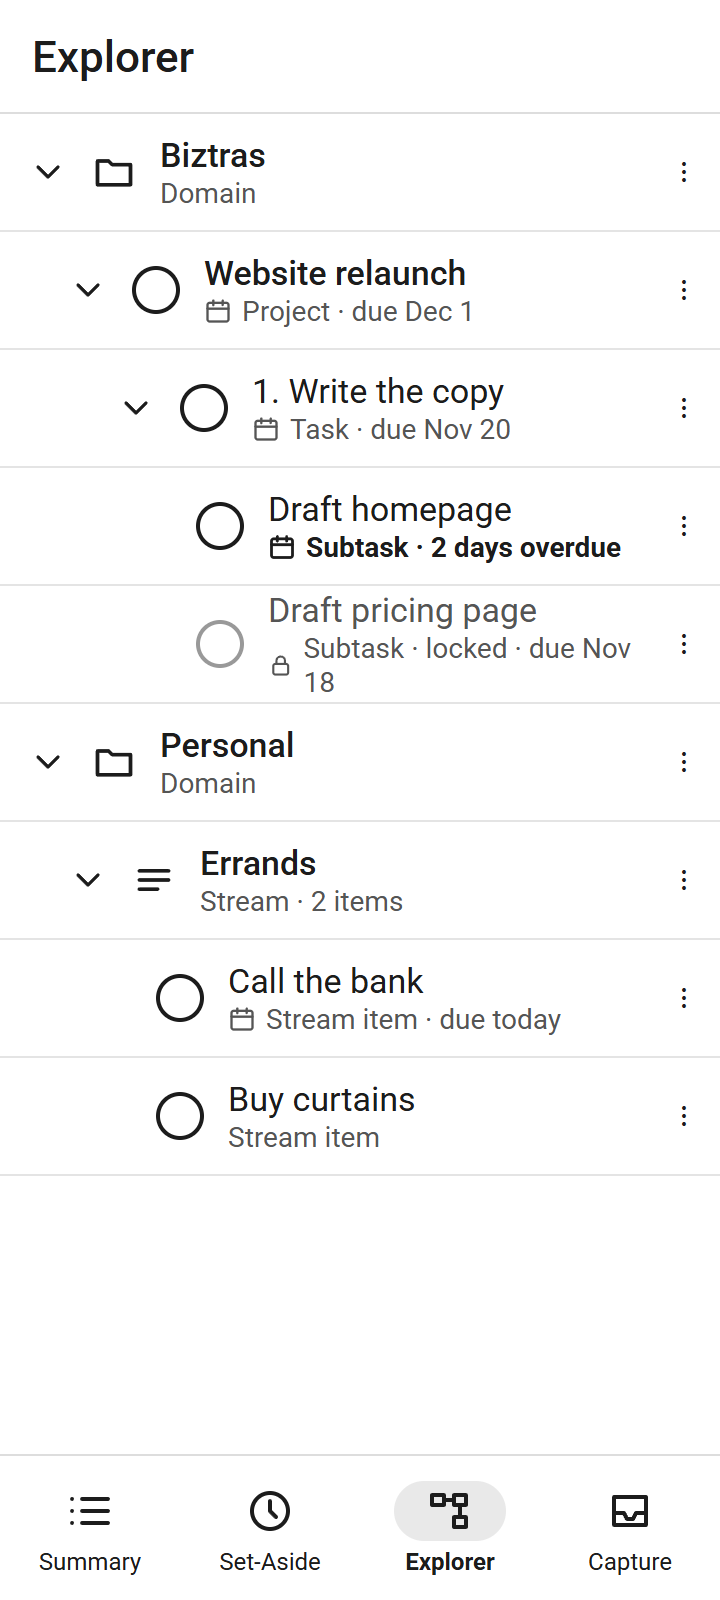 Explorer
Biztras
Domain
Website relaunch
Project · due Dec 1
1. Write the copy
Task · due Nov 20
Draft homepage
Subtask · 2 days overdue
Draft pricing page
Subtask · locked · due Nov
18
Personal
Domain
Errands
Stream · 2 items
Call the bank
Stream item · due today
Buy curtains
Stream item
Summary
Set-Aside
Explorer
Capture